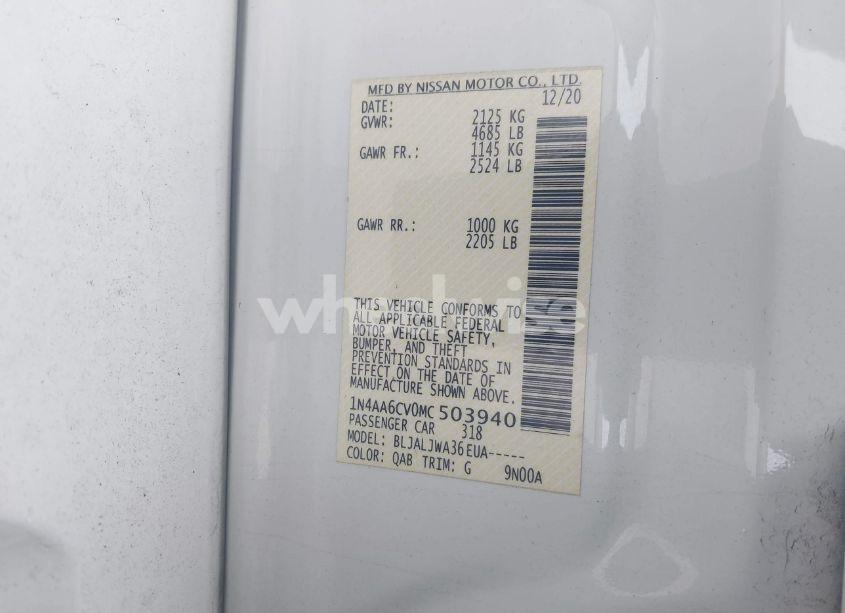 MFD BY NISSAN MOTOR CO., LTD.
DATE: 12/20
GVWR: 2125 KG
4685 LB
GAWR FR.: 1145 KG
2524 LB
GAWR RR.: 1000 KG
2205 LB
THIS VEHICLE CONFORMS TO
ALL APPLICABLE FEDERAL
MOTOR VEHICLE SAFETY,
BUMPER, AND THEFT
PREVENTION STANDARDS IN
EFFECT ON THE DATE OF
MANUFACTURE SHOWN ABOVE.
1N4AA6CV0MC503940
PASSENGER CAR 318
MODEL: BLJALJWA36EUA-----
COLOR: QAB TRIM: G 9N00A